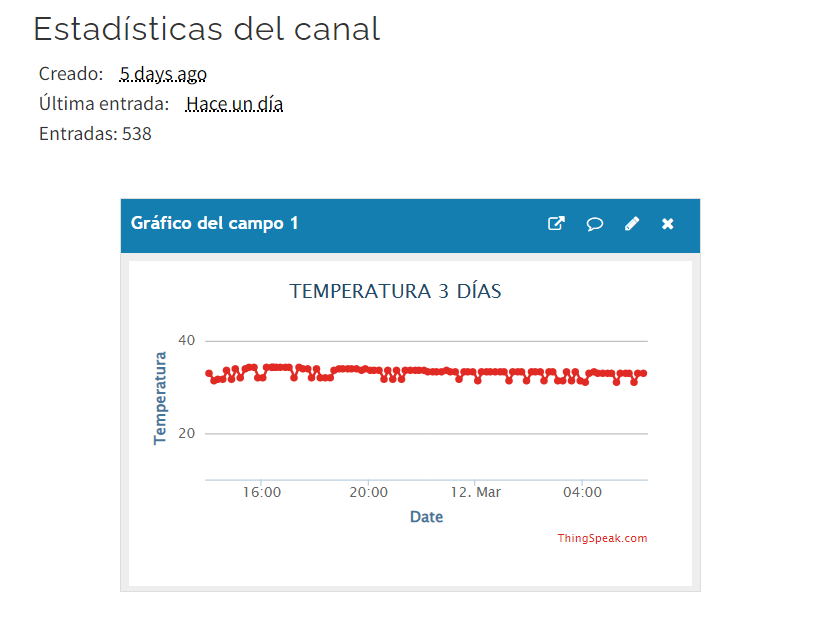 Estadísticas del canal
Creado: 5 days ago
Última entrada: Hace un día
Entradas: 538
Gráfico del campo 1
TEMPERATURA 3 DÍAS
Temperatura
40
20
16:00 20:00 12. Mar 04:00
Date
ThingSpeak.com